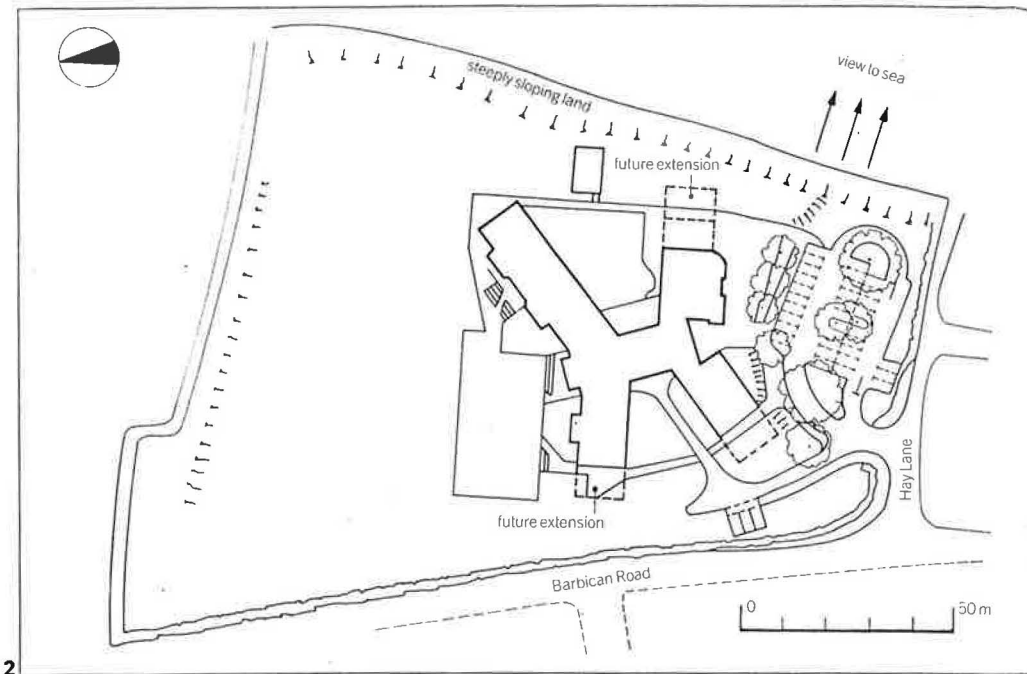 steeply sloping land
view to sea
future extension
future extension
Hay Lane
Barbican Road
0
50 m
2